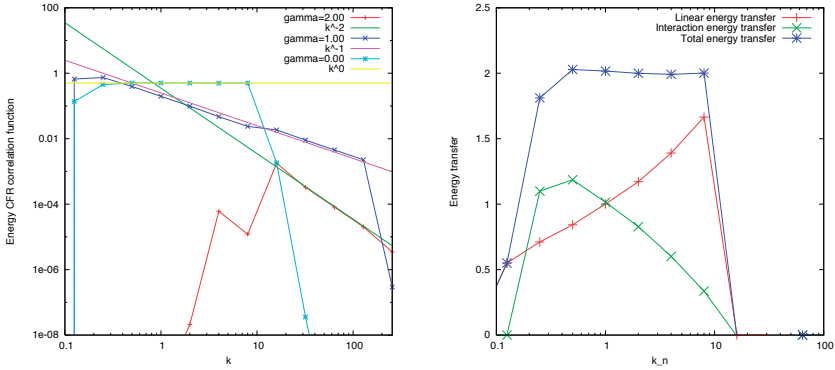 100
1
0.01
1e-04
1e-06
1e-08
0.1
1
10
100
k
Energy CFR correlation function
gamma=2.00
k^-2
gamma=1.00
k^-1
gamma=0.00
k^0
2.5
2
1.5
1
0.5
0
0.1
1
10
100
k_n
Energy transfer
Linear energy transfer
Interaction energy transfer
Total energy transfer